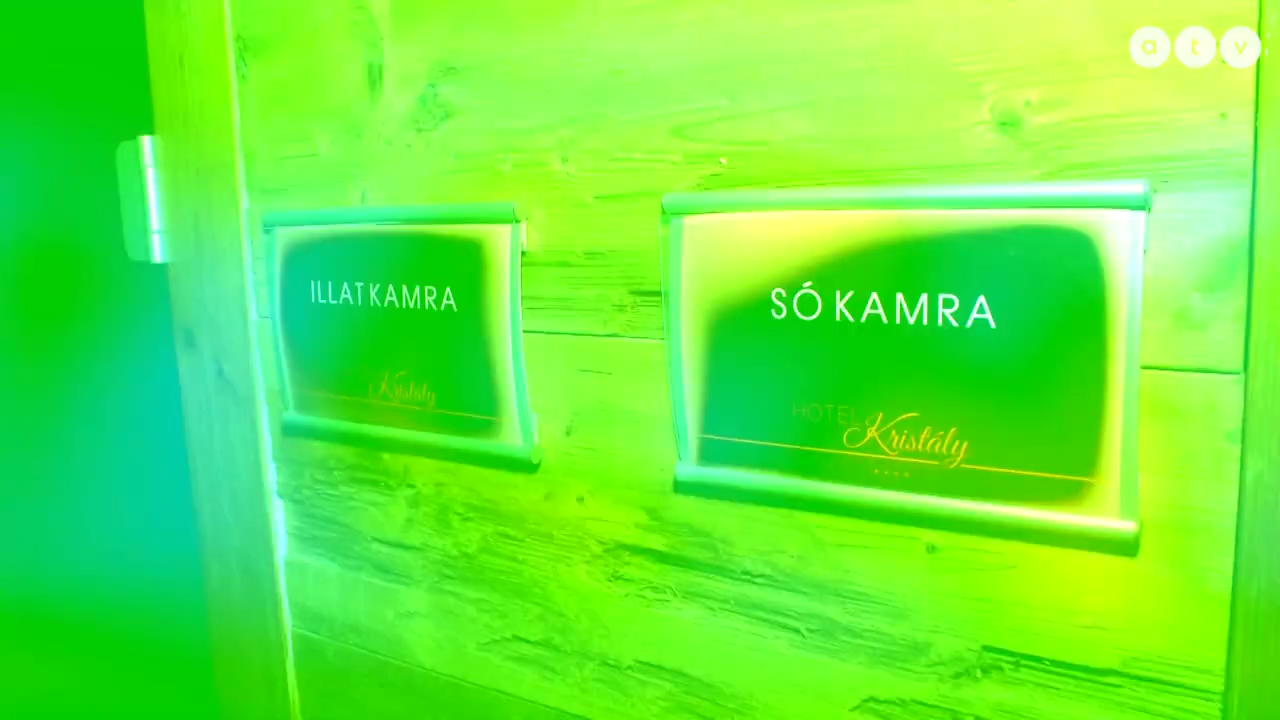 atv
ILLATKAMRA
Kristály
SÓ KAMRA
HOTEL Kristály